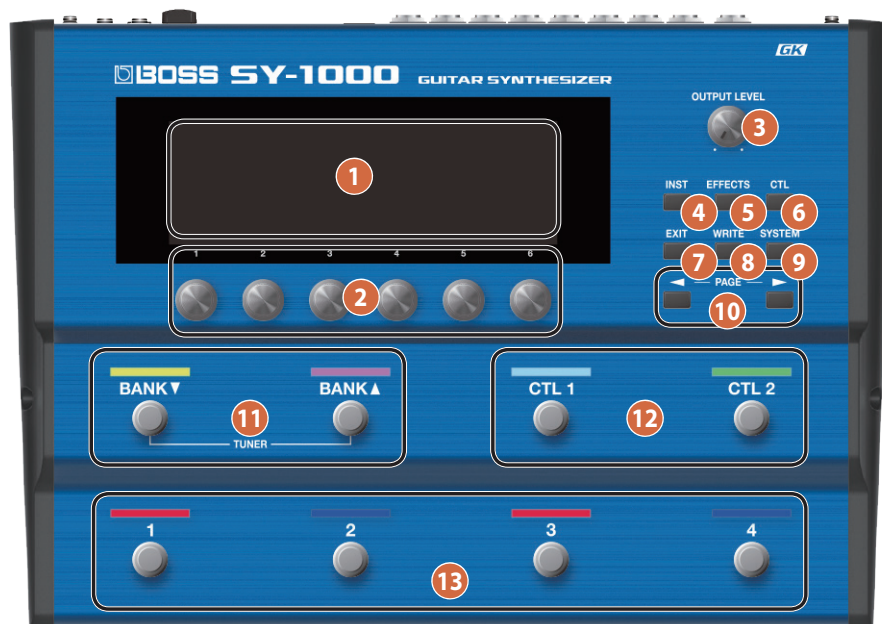 GK
BOSS SY-1000 GUITAR SYNTHESIZER
OUTPUT LEVEL
3
1
INST EFFECTS CTL
4 5 6
EXIT WRITE SYSTEM
7 8 9
◄ PAGE ►
10
1 2 3 4 5 6
2
BANK▼ BANK▲
11
TUNER
CTL 1 CTL 2
12
1 2 3 4
13